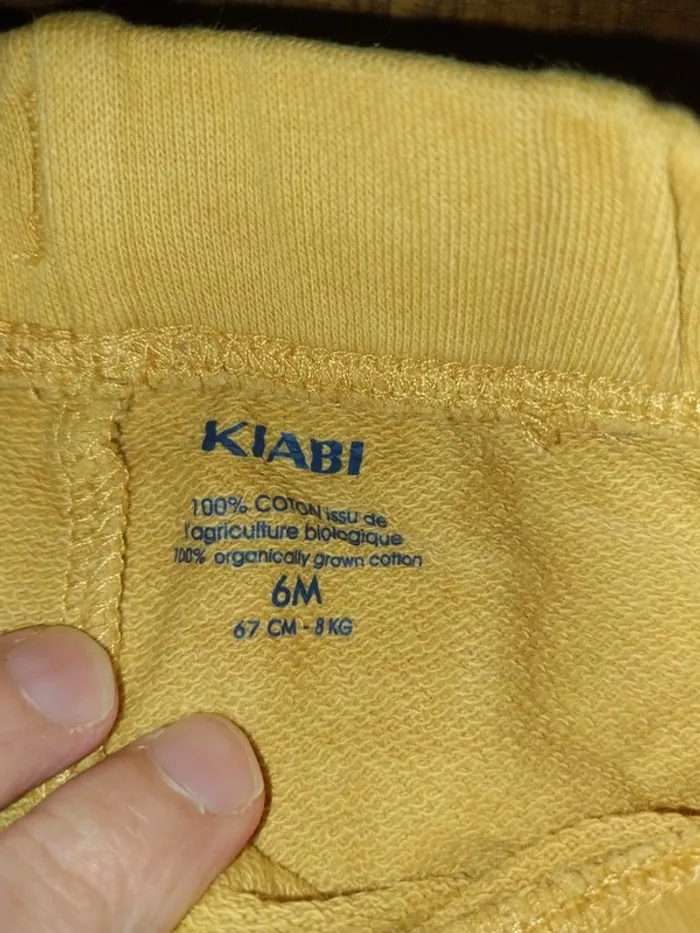 KIABI
100% COTON issu de
l'agriculture biologique
100% organically grown cotton
6M
67 CM - 8 KG